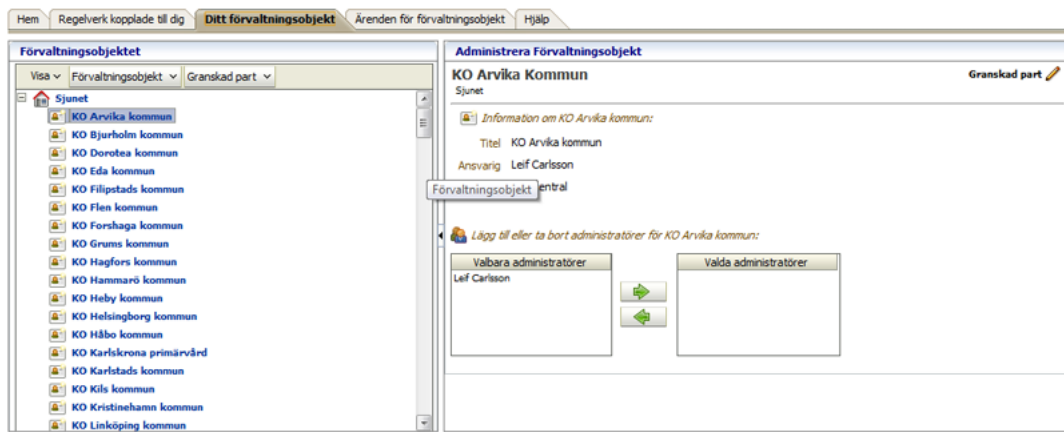 Hem Regelverk kopplade till dig Ditt förvaltningsobjekt Ärenden för förvaltningsobjekt Hjälp
Förvaltningsobjektet
Visa Förvaltningsobjekt Granskad part
Sjunet
KO Arvika kommun
KO Bjurholm kommun
KO Dorotea kommun
KO Eda kommun
KO Filipstads kommun
KO Flen kommun
KO Forshaga kommun
KO Grums kommun
KO Hagfors kommun
KO Hammarö kommun
KO Heby kommun
KO Helsingborg kommun
KO Håbo kommun
KO Karlskrona primärvård
KO Karlstads kommun
KO Kils kommun
KO Kristinehamn kommun
KO Linköping kommun
Administrera Förvaltningsobjekt
KO Arvika Kommun
Granskad part
Sjunet
Information om KO Arvika kommun:
Titel KO Arvika kommun
Ansvarig Leif Carlsson
Förvaltningsobjekt
Lägg till eller ta bort administratörer för KO Arvika kommun:
Valbara administratörer
Leif Carlsson
Valda administratörer